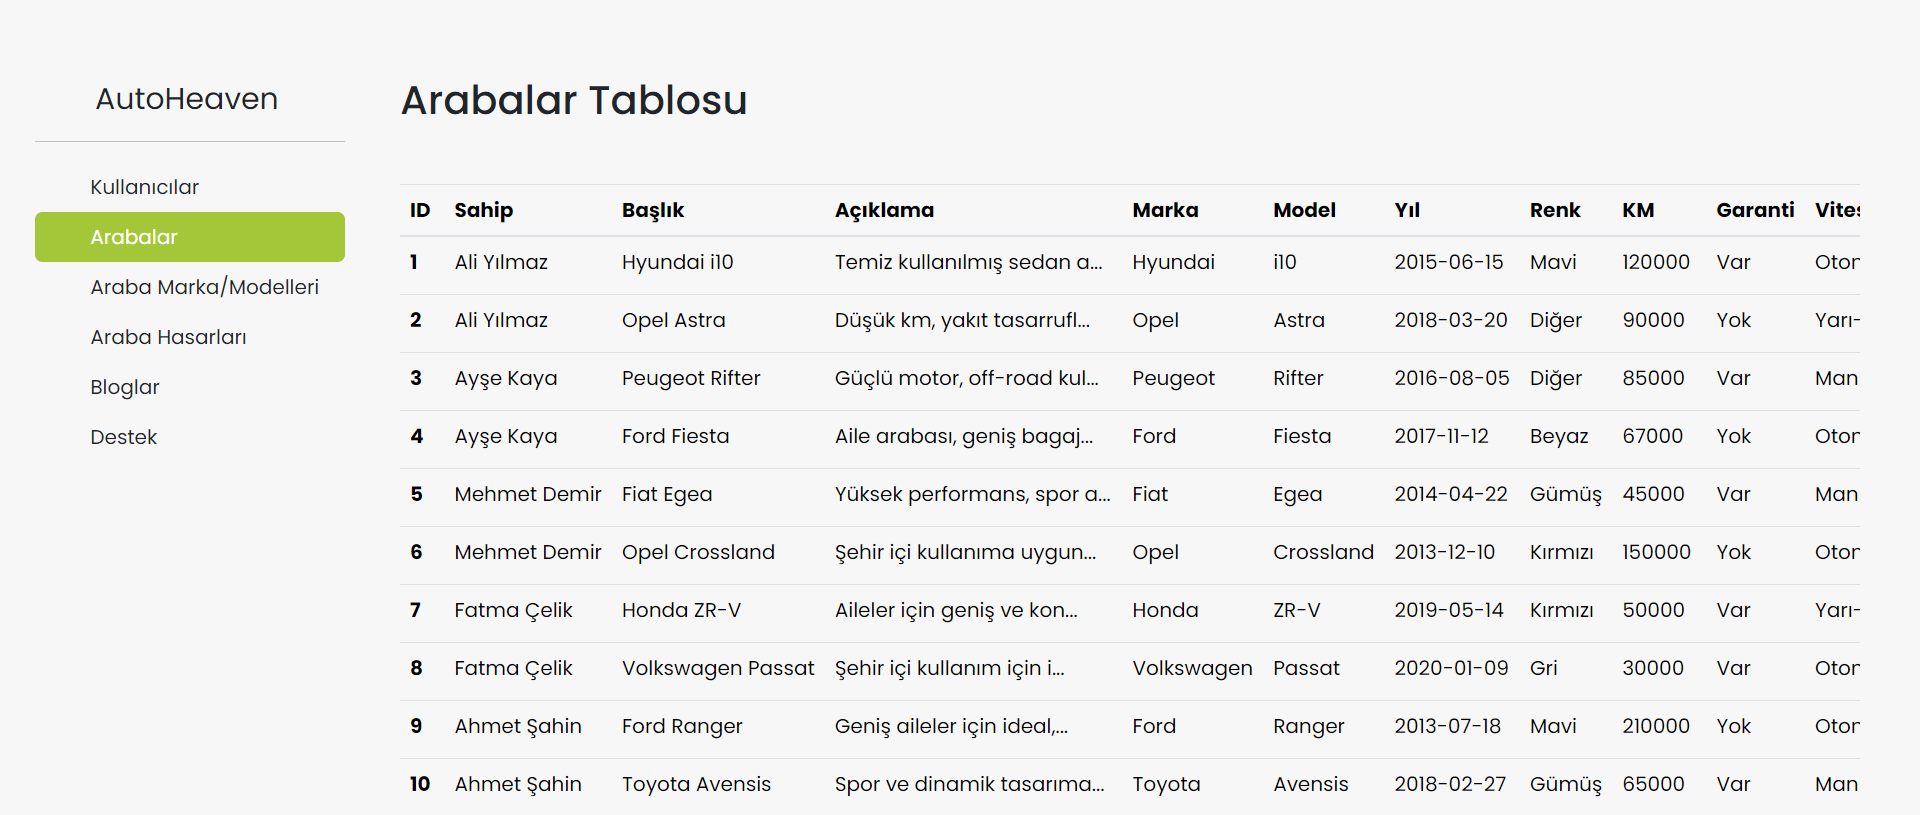 AutoHeaven
Kullanıcılar
Arabalar
Araba Marka/Modelleri
Araba Hasarları
Bloglar
Destek
Arabalar Tablosu
ID Sahip Başlık Açıklama Marka Model Yıl Renk KM Garanti Vites
1 Ali Yılmaz Hyundai i10 Temiz kullanılmış sedan a... Hyundai i10 2015-06-15 Mavi 120000 Var Oton
2 Ali Yılmaz Opel Astra Düşük km, yakıt tasarrufl... Opel Astra 2018-03-20 Diğer 90000 Yok Yarı-
3 Ayşe Kaya Peugeot Rifter Güçlü motor, off-road kul... Peugeot Rifter 2016-08-05 Diğer 85000 Var Man
4 Ayşe Kaya Ford Fiesta Aile arabası, geniş bagaj... Ford Fiesta 2017-11-12 Beyaz 67000 Yok Oton
5 Mehmet Demir Fiat Egea Yüksek performans, spor a... Fiat Egea 2014-04-22 Gümüş 45000 Var Man
6 Mehmet Demir Opel Crossland Şehir içi kullanıma uygun... Opel Crossland 2013-12-10 Kırmızı 150000 Yok Oton
7 Fatma Çelik Honda ZR-V Aileler için geniş ve kon... Honda ZR-V 2019-05-14 Kırmızı 50000 Var Yarı-
8 Fatma Çelik Volkswagen Passat Şehir içi kullanım için i... Volkswagen Passat 2020-01-09 Gri 30000 Var Oton
9 Ahmet Şahin Ford Ranger Geniş aileler için ideal,... Ford Ranger 2013-07-18 Mavi 210000 Yok Oton
10 Ahmet Şahin Toyota Avensis Spor ve dinamik tasarıma... Toyota Avensis 2018-02-27 Gümüş 65000 Var Man